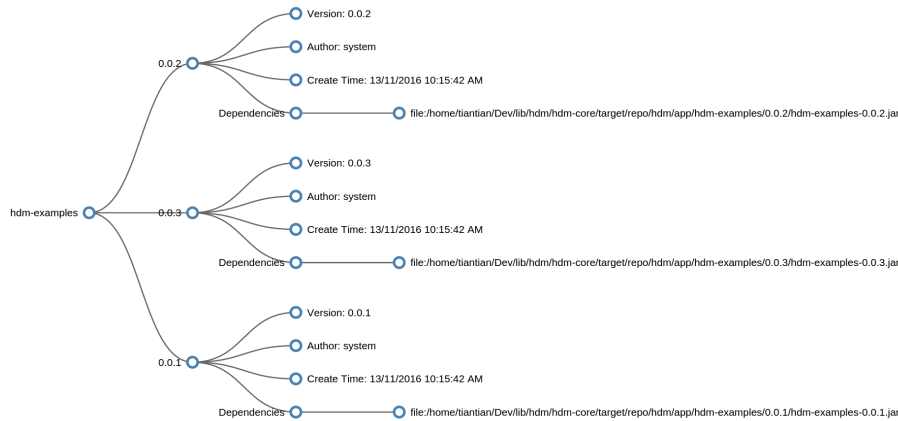 hdm-examples
0.0.2
Version: 0.0.2
Author: system
Create Time: 13/11/2016 10:15:42 AM
Dependencies
file:/home/tiantian/Dev/lib/hdm/hdm-core/target/repo/hdm/app/hdm-examples/0.0.2/hdm-examples-0.0.2.jar
0.0.3
Version: 0.0.3
Author: system
Create Time: 13/11/2016 10:15:42 AM
Dependencies
file:/home/tiantian/Dev/lib/hdm/hdm-core/target/repo/hdm/app/hdm-examples/0.0.3/hdm-examples-0.0.3.jar
0.0.1
Version: 0.0.1
Author: system
Create Time: 13/11/2016 10:15:42 AM
Dependencies
file:/home/tiantian/Dev/lib/hdm/hdm-core/target/repo/hdm/app/hdm-examples/0.0.1/hdm-examples-0.0.1.jar